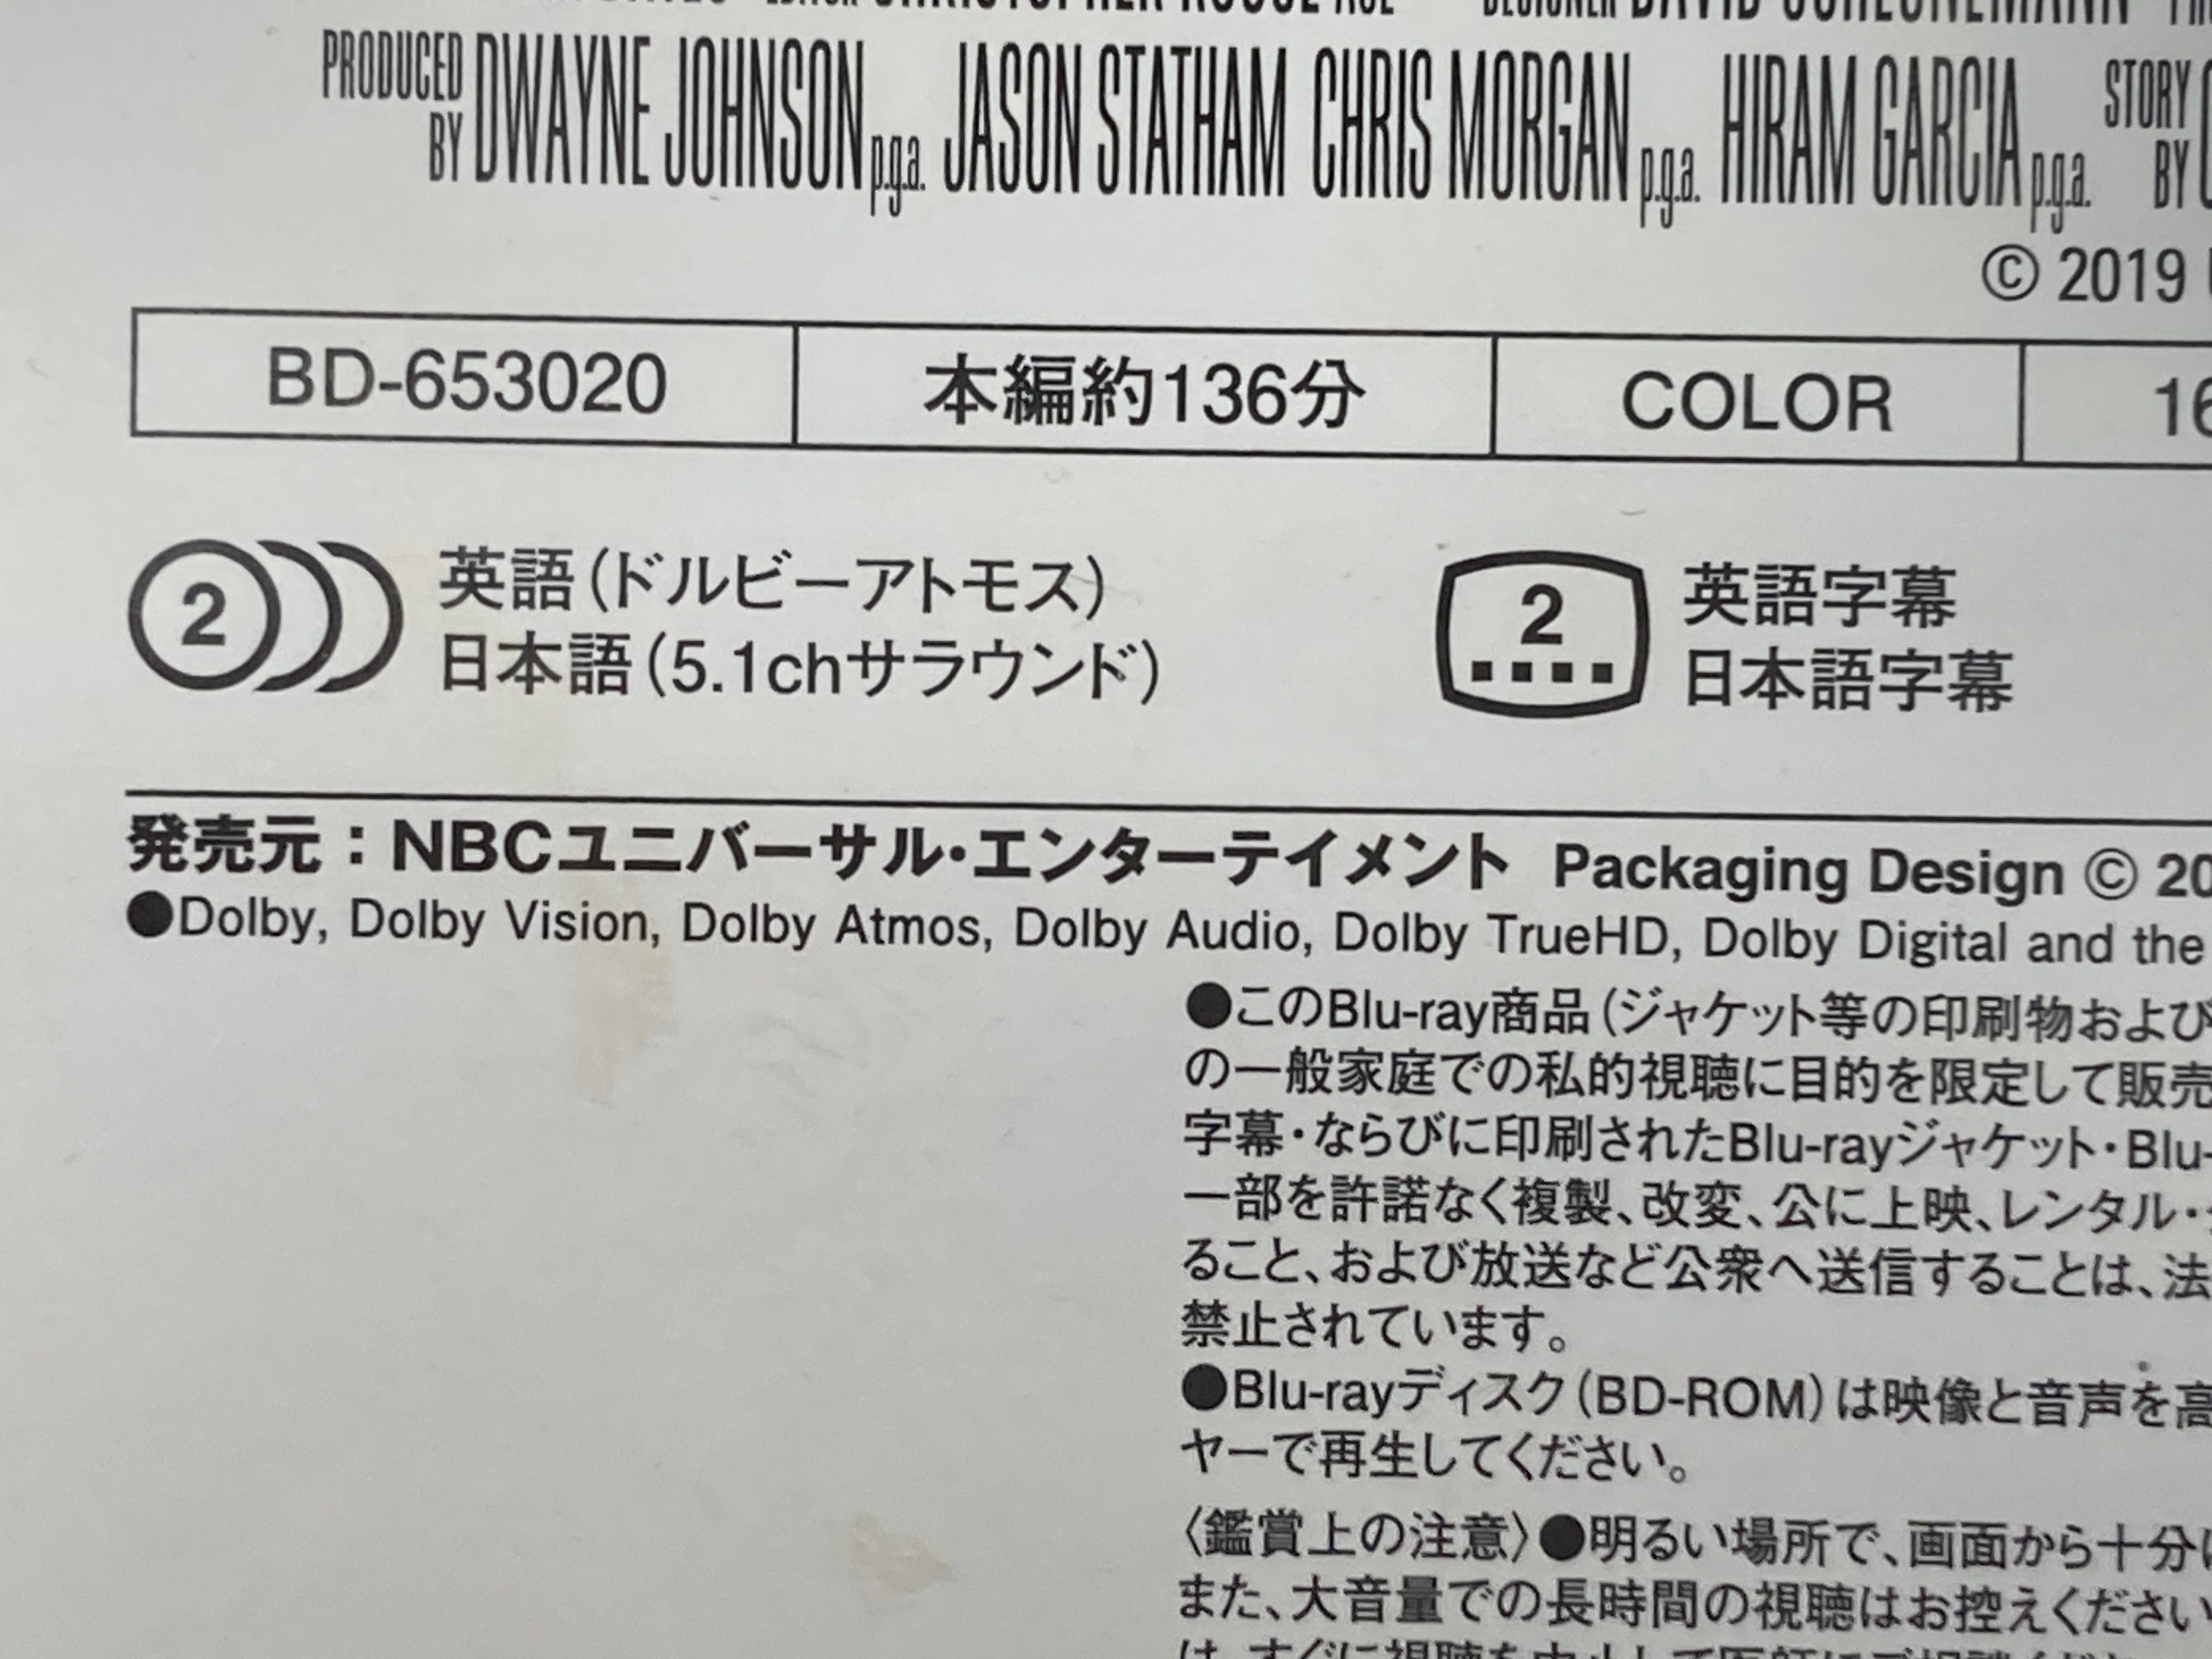 PRODUCED BY DWAYNE JOHNSON p.g.a. JASON STATHAM CHRIS MORGAN p.g.a. HIRAM GARCIA p.g.a. STORY BY
© 2019
BD-653020 本編約136分 COLOR 16
2 英語(ドルビーアトモス)
日本語(5.1chサラウンド)
2 英語字幕
日本語字幕
発売元:NBCユニバーサル・エンターテイメント Packaging Design © 20
●Dolby, Dolby Vision, Dolby Atmos, Dolby Audio, Dolby TrueHD, Dolby Digital and the
●このBlu-ray商品(ジャケット等の印刷物および
の一般家庭での私的視聴に目的を限定して販売
字幕・ならびに印刷されたBlu-rayジャケット・Blu-
一部を許諾なく複製、改変、公に上映、レンタル・
ること、および放送など公衆へ送信することは、法
禁止されています。
●Blu-rayディスク(BD-ROM)は映像と音声を高
ヤーで再生してください。
〈鑑賞上の注意〉●明るい場所で、画面から十分に
また、大音量での長時間の視聴はお控えください